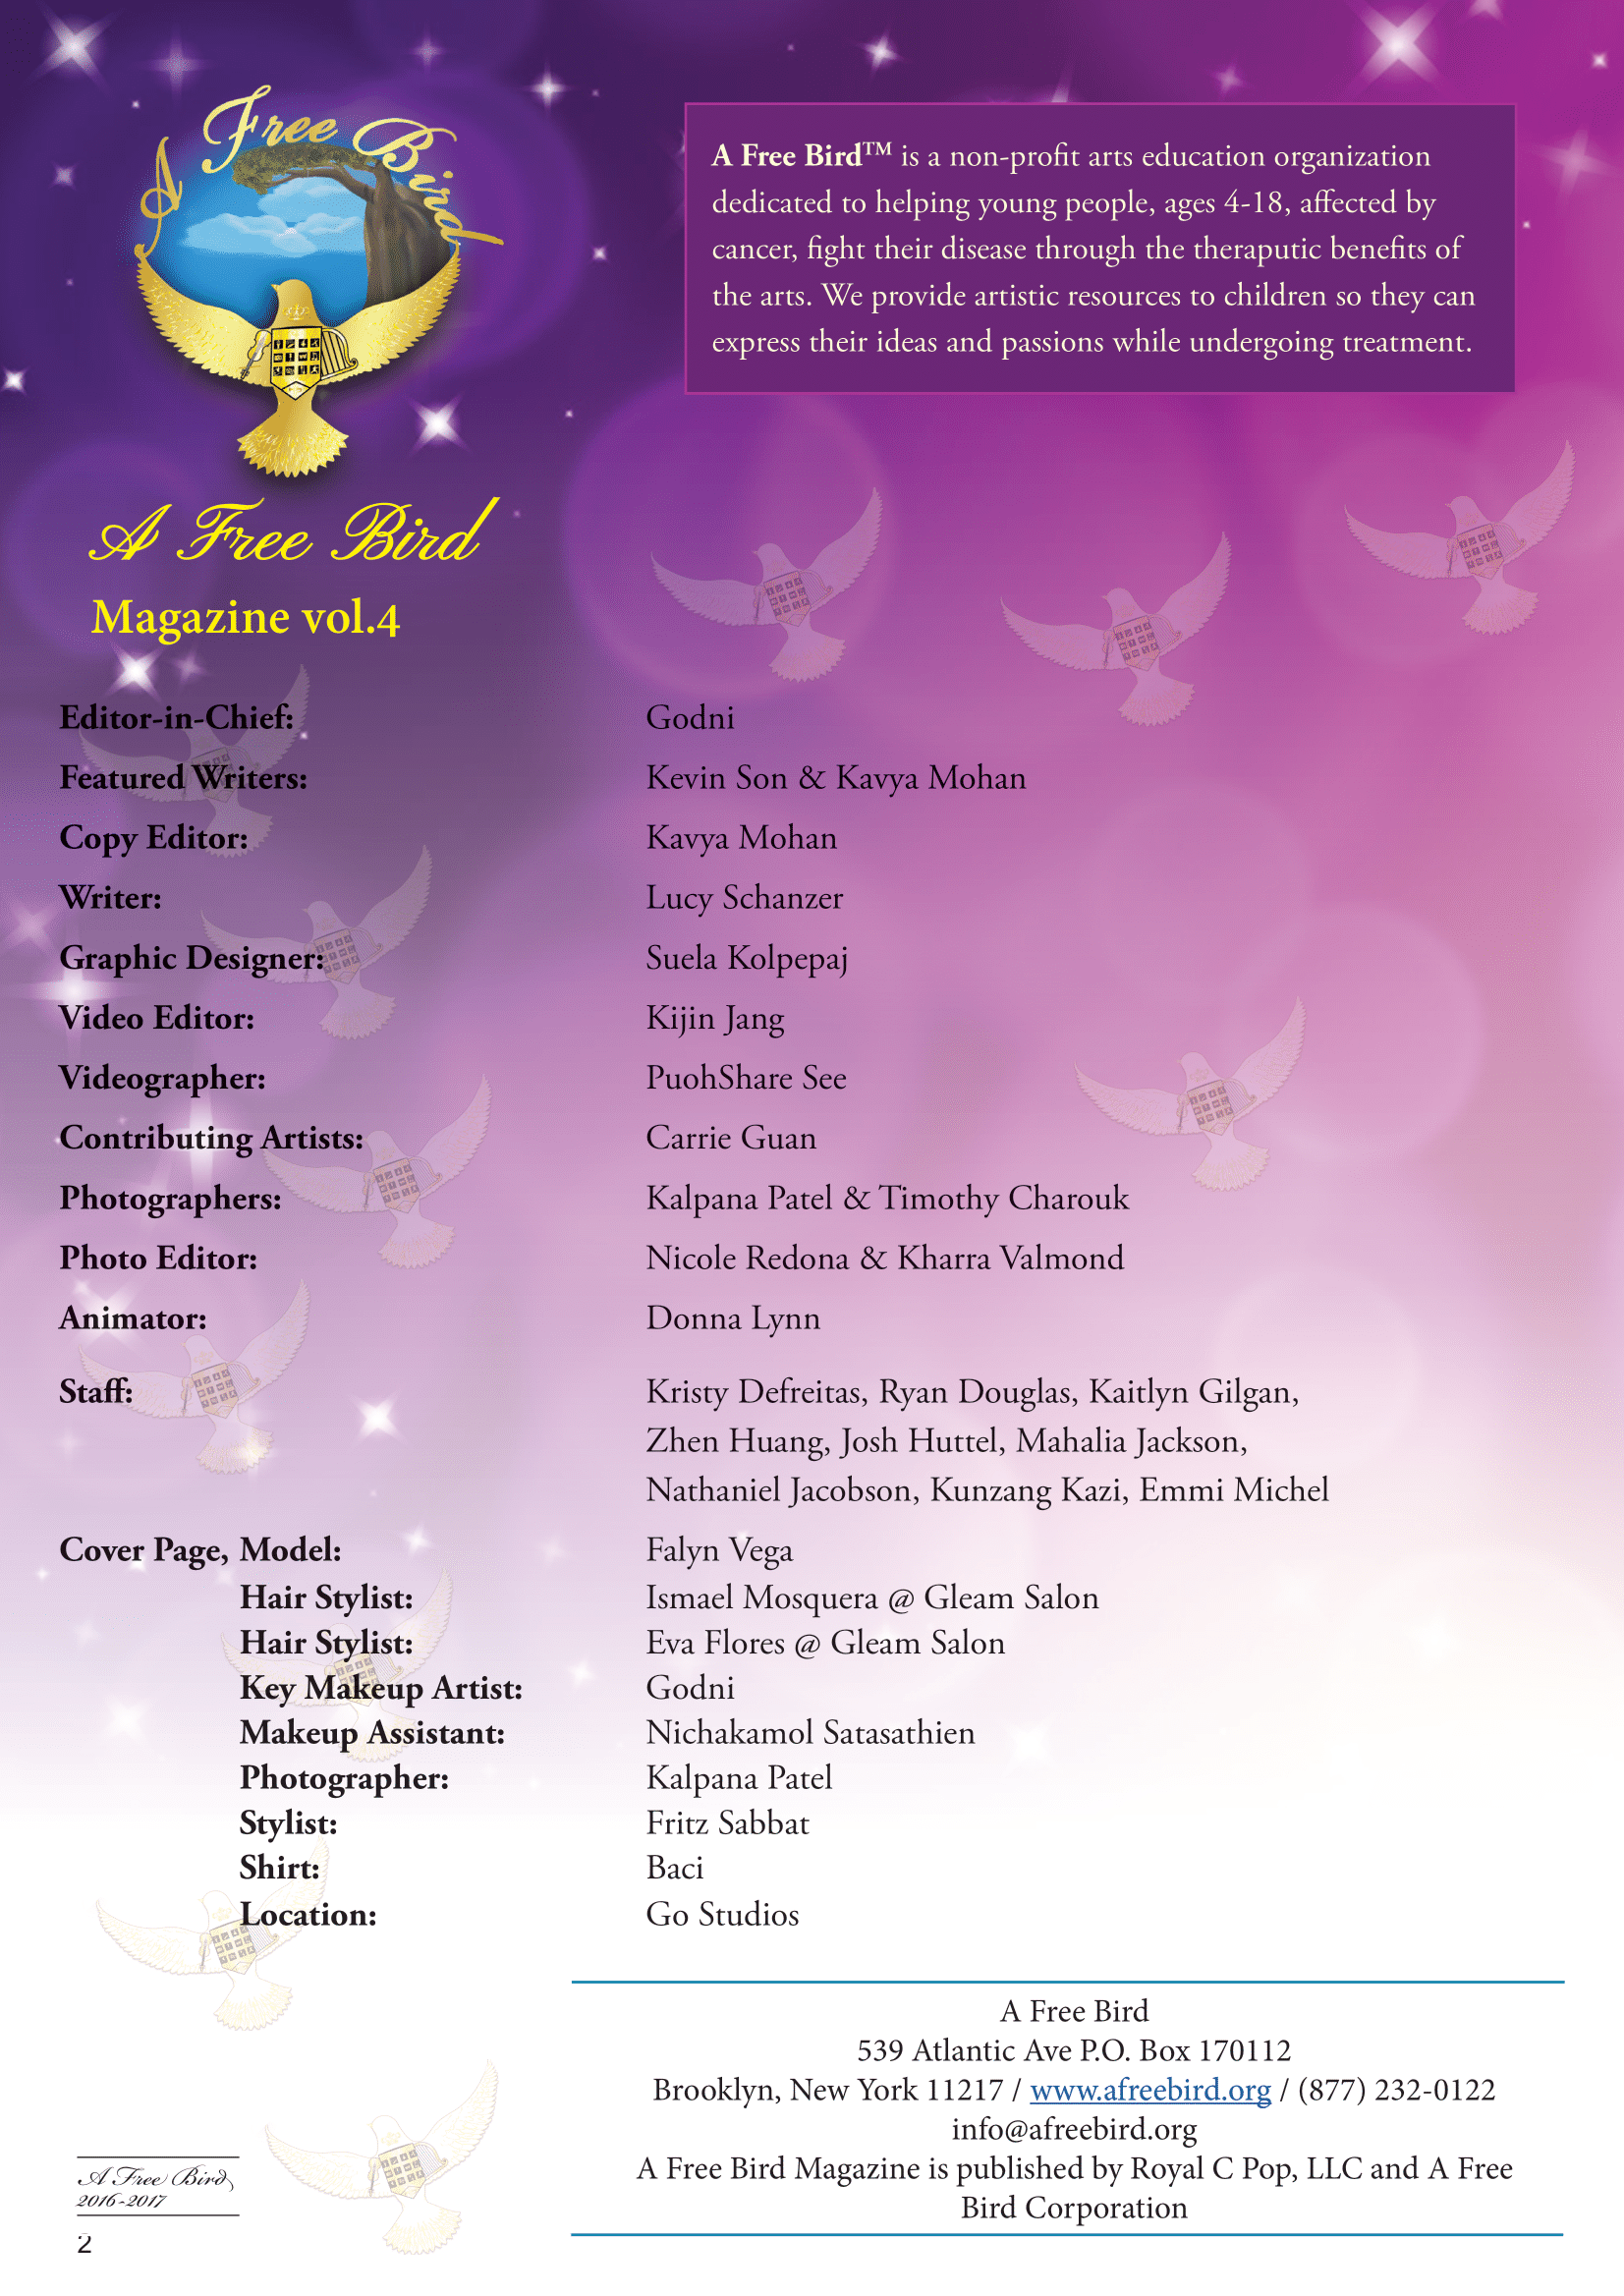 A Free Bird
A Free Bird™ is a non-profit arts education organization
dedicated to helping young people, ages 4-18, affected by
cancer, fight their disease through the theraputic benefits of
the arts. We provide artistic resources to children so they can
express their ideas and passions while undergoing treatment.
A Free Bird
Magazine vol.4
Editor-in-Chief: Godni
Featured Writers: Kevin Son & Kavya Mohan
Copy Editor: Kavya Mohan
Writer: Lucy Schanzer
Graphic Designer: Suela Kolpepaj
Video Editor: Kijin Jang
Videographer: PuohShare See
Contributing Artists: Carrie Guan
Photographers: Kalpana Patel & Timothy Charouk
Photo Editor: Nicole Redona & Kharra Valmond
Animator: Donna Lynn
Staff: Kristy Defreitas, Ryan Douglas, Kaitlyn Gilgan,
Zhen Huang, Josh Huttel, Mahalia Jackson,
Nathaniel Jacobson, Kunzang Kazi, Emmi Michel
Cover Page, Model: Falyn Vega
Hair Stylist: Ismael Mosquera @ Gleam Salon
Hair Stylist: Eva Flores @ Gleam Salon
Key Makeup Artist: Godni
Makeup Assistant: Nichakamol Satasathien
Photographer: Kalpana Patel
Stylist: Fritz Sabbat
Shirt: Baci
Location: Go Studios
A Free Bird
539 Atlantic Ave P.O. Box 170112
Brooklyn, New York 11217 / www.afreebird.org / (877) 232-0122
info@afreebird.org
A Free Bird Magazine is published by Royal C Pop, LLC and A Free
Bird Corporation
A Free Bird
2016-2017
2